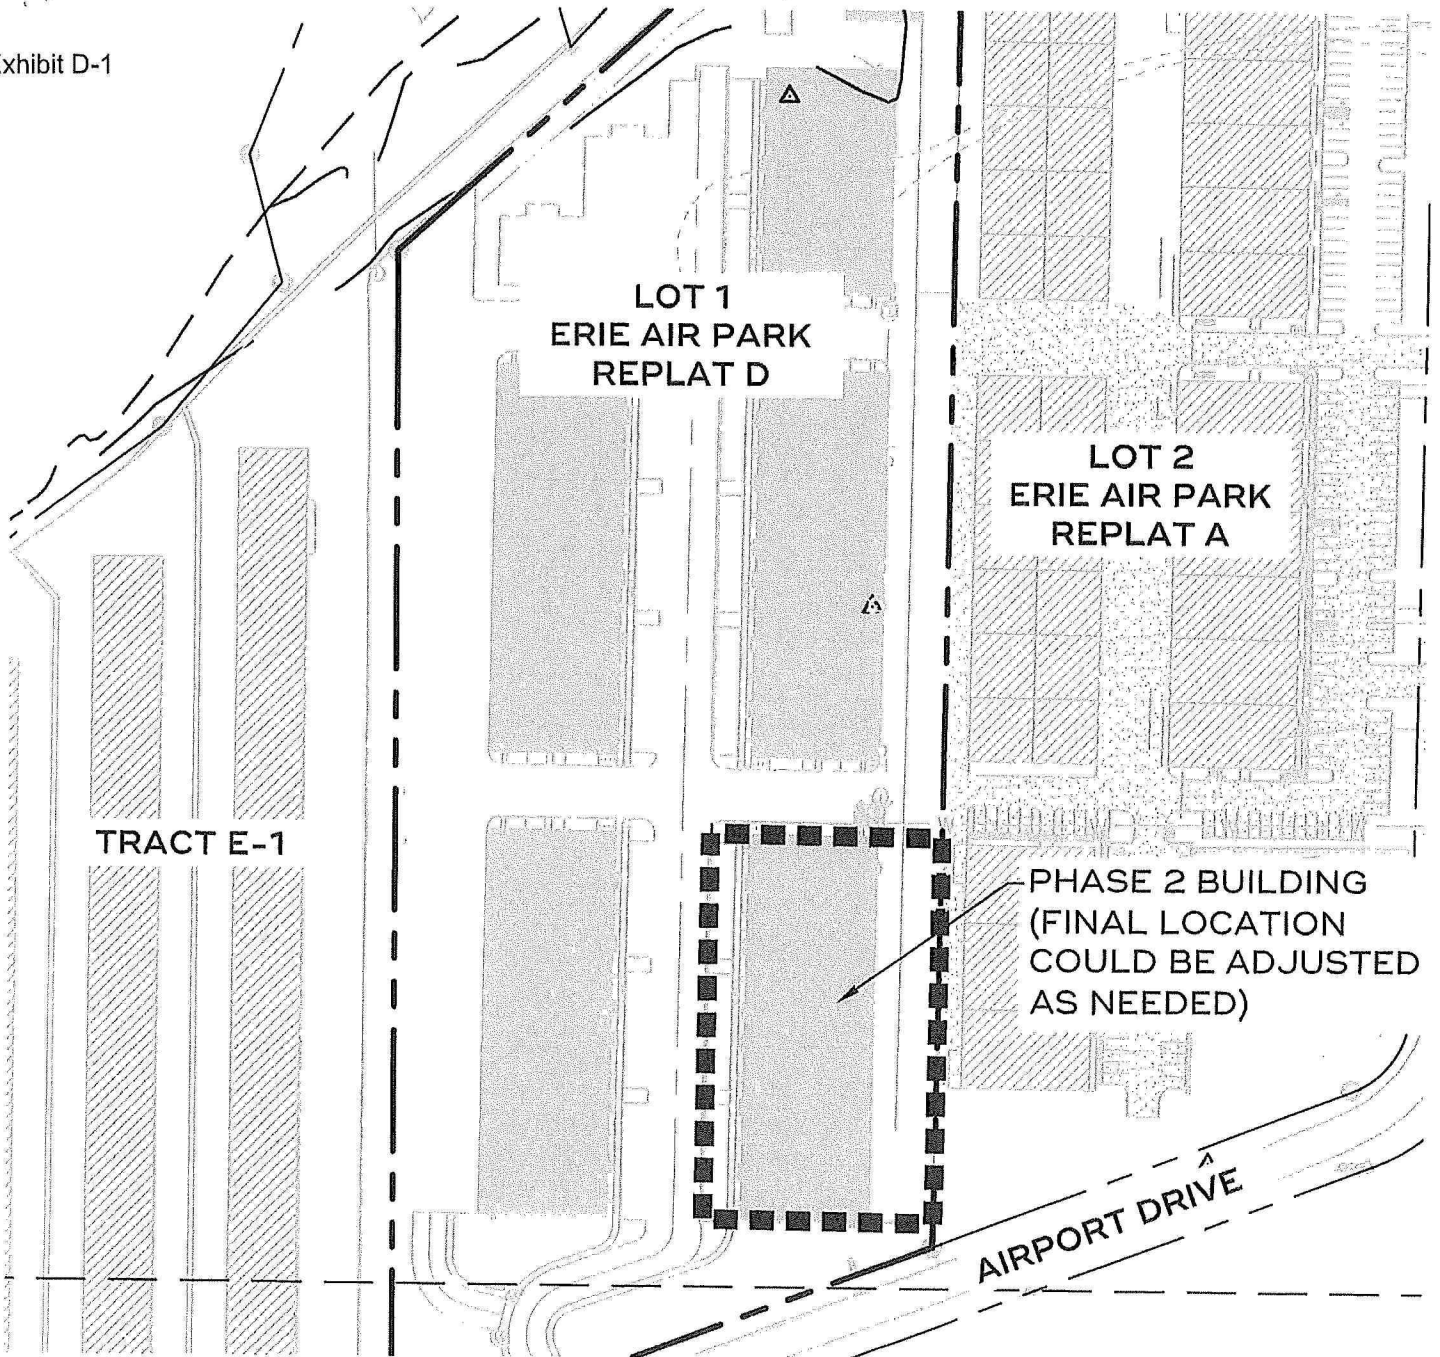 xhibit D-1
LOT 1
ERIE AIR PARK
REPLAT D
LOT 2
ERIE AIR PARK
REPLAT A
TRACT E-1
PHASE 2 BUILDING
(FINAL LOCATION
COULD BE ADJUSTED
AS NEEDED)
AIRPORT DRIVE